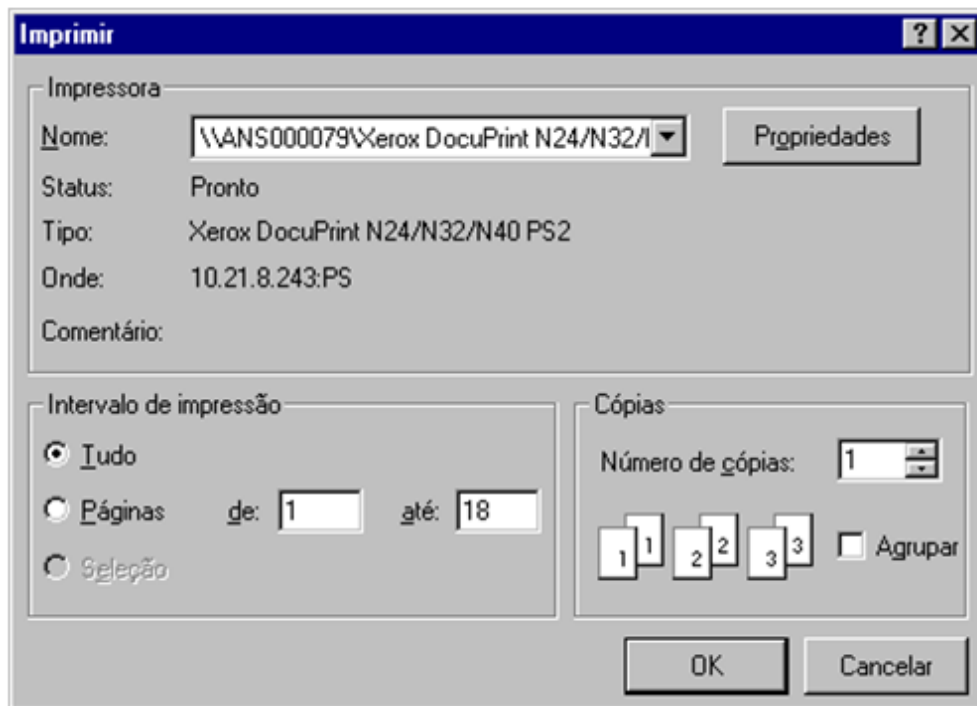 Imprimir
Impressora
Nome: \\ANS000079\Xerox DocuPrint N24/N32/ Propriedades
Status: Pronto
Tipo: Xerox DocuPrint N24/N32/N40 PS2
Onde: 10.21.8.243:PS
Comentário:
Intervalo de impressão
Tudo
Páginas de: 1 até: 18
Seleção
Cópias
Número de cópias: 1
1 1 2 2 3 3 Agrupar
OK Cancelar